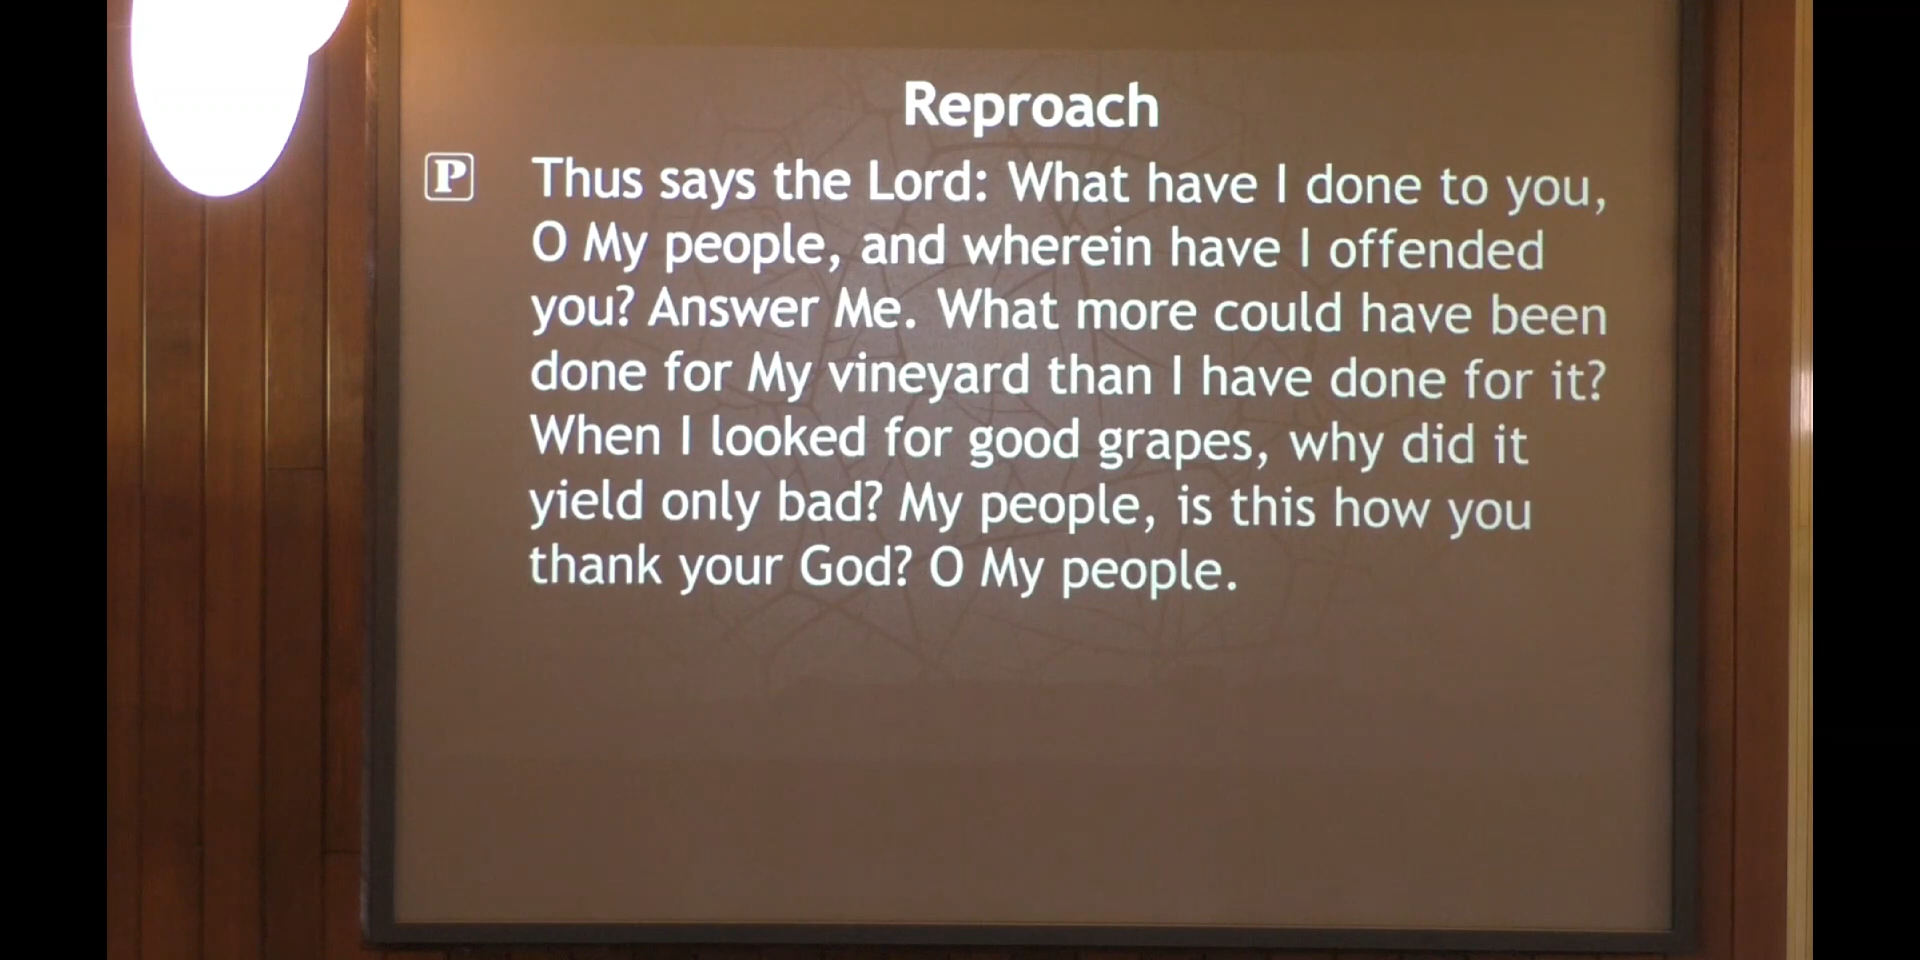 Reproach
P Thus says the Lord: What have I done to you,
O My people, and wherein have I offended
you? Answer Me. What more could have been
done for My vineyard than I have done for it?
When I looked for good grapes, why did it
yield only bad? My people, is this how you
thank your God? O My people.